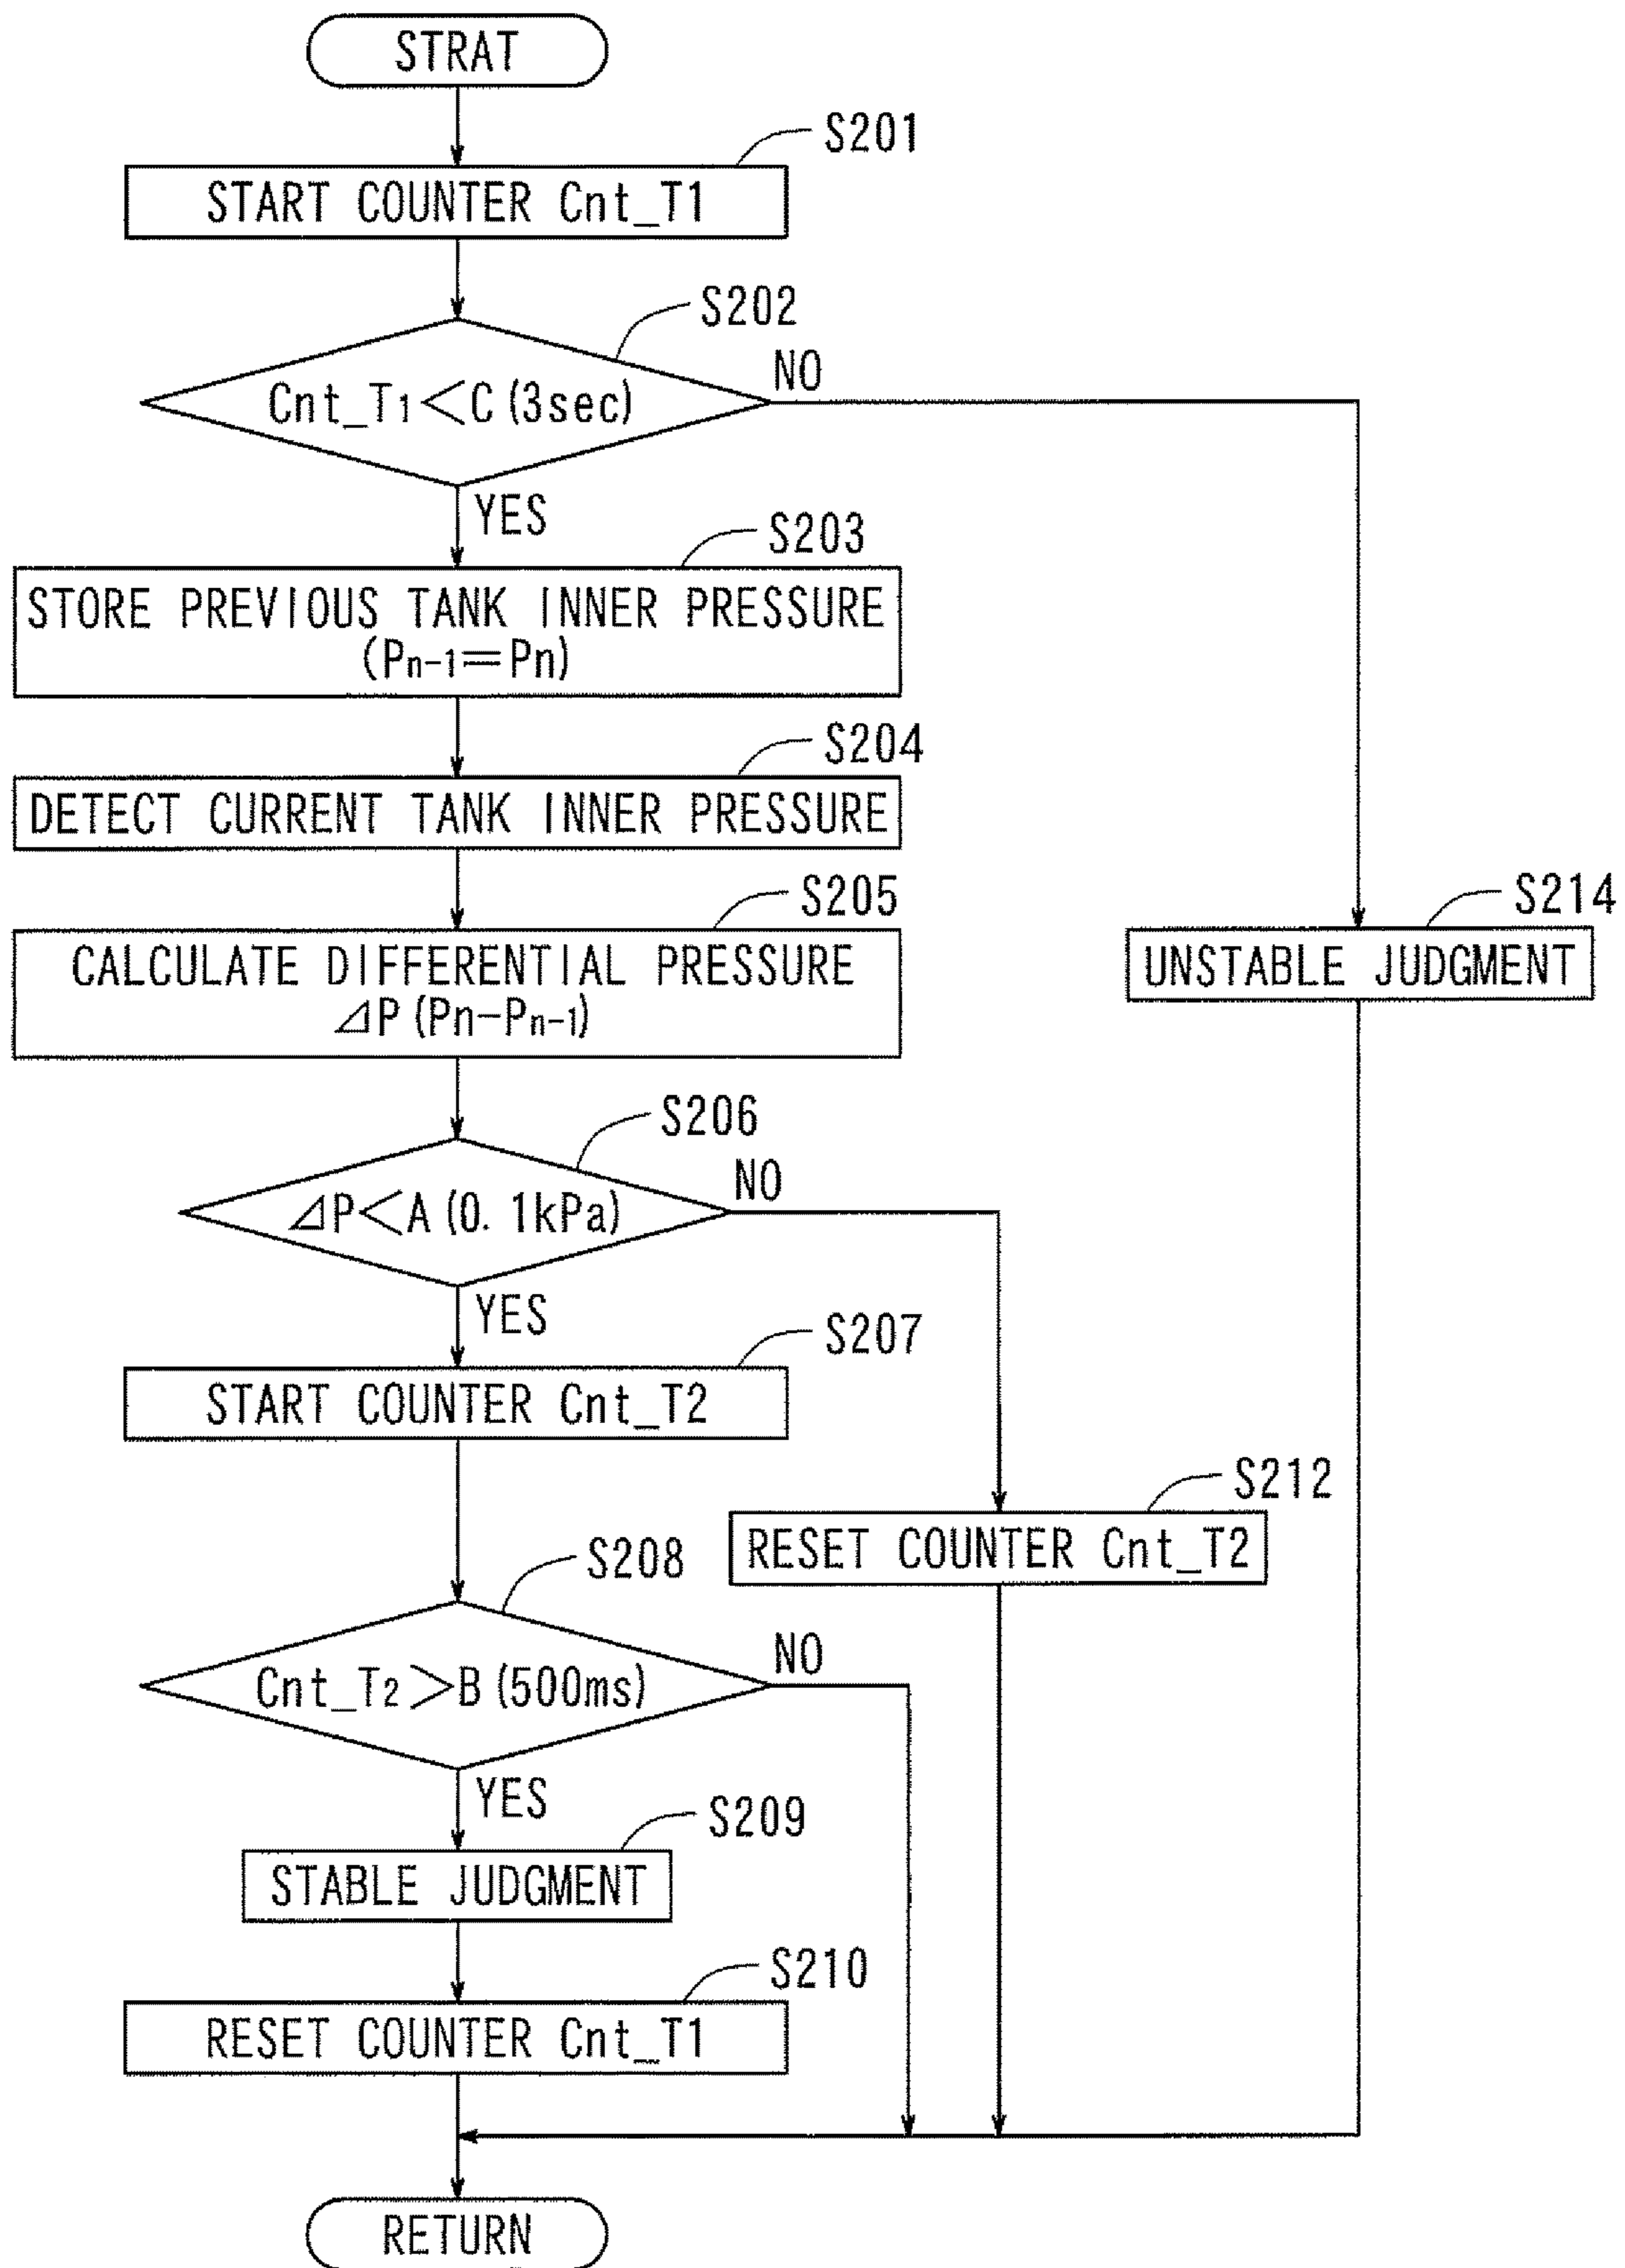 STRAT
S201
START COUNTER Cnt_T1
S202
Cnt_T1<C(3sec)
NO
YES
S203
STORE PREVIOUS TANK INNER PRESSURE
(Pn-1=Pn)
S204
DETECT CURRENT TANK INNER PRESSURE
S205
CALCULATE DIFFERENTIAL PRESSURE
⊿P(Pn-Pn-1)
S214
UNSTABLE JUDGMENT
S206
⊿P<A(0.1kPa)
NO
YES
S207
START COUNTER Cnt_T2
S212
RESET COUNTER Cnt_T2
S208
Cnt_T2>B(500ms)
NO
YES
S209
STABLE JUDGMENT
S210
RESET COUNTER Cnt_T1
RETURN